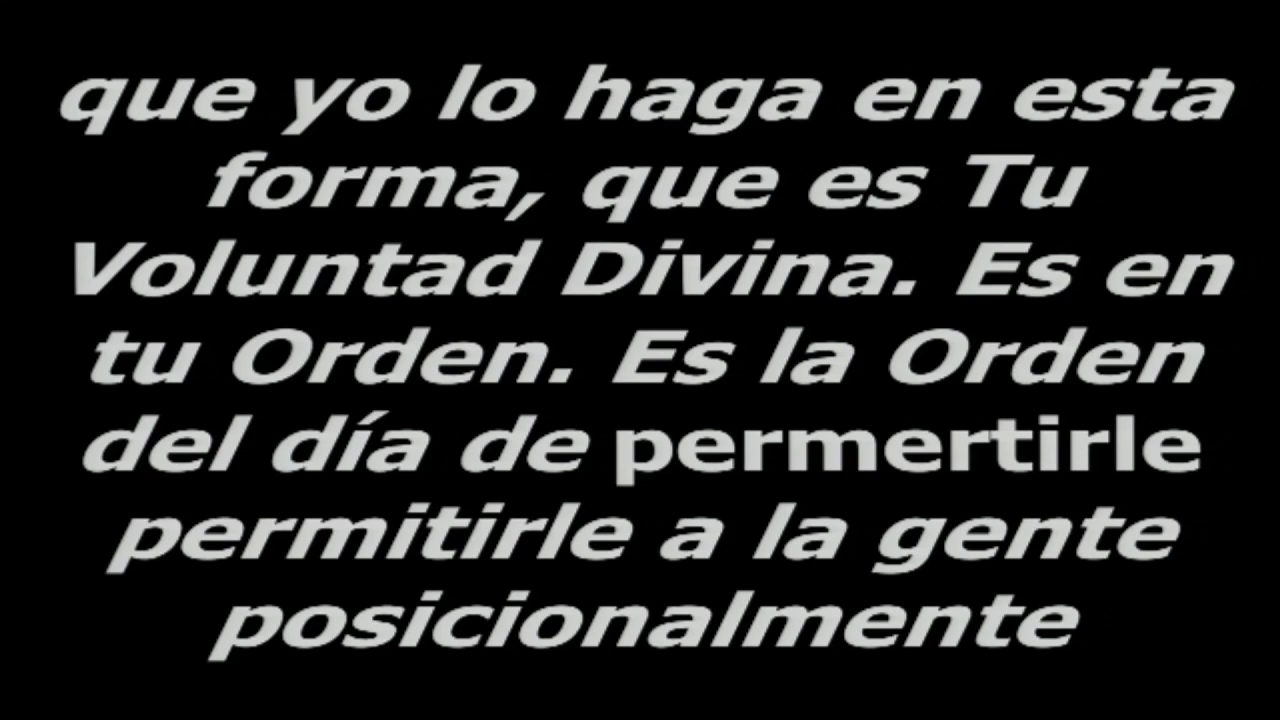 que yo lo haga en esta
forma, que es Tu
Voluntad Divina. Es en
tu Orden. Es la Orden
del día de permertirle
permitirle a la gente
posicionalmente